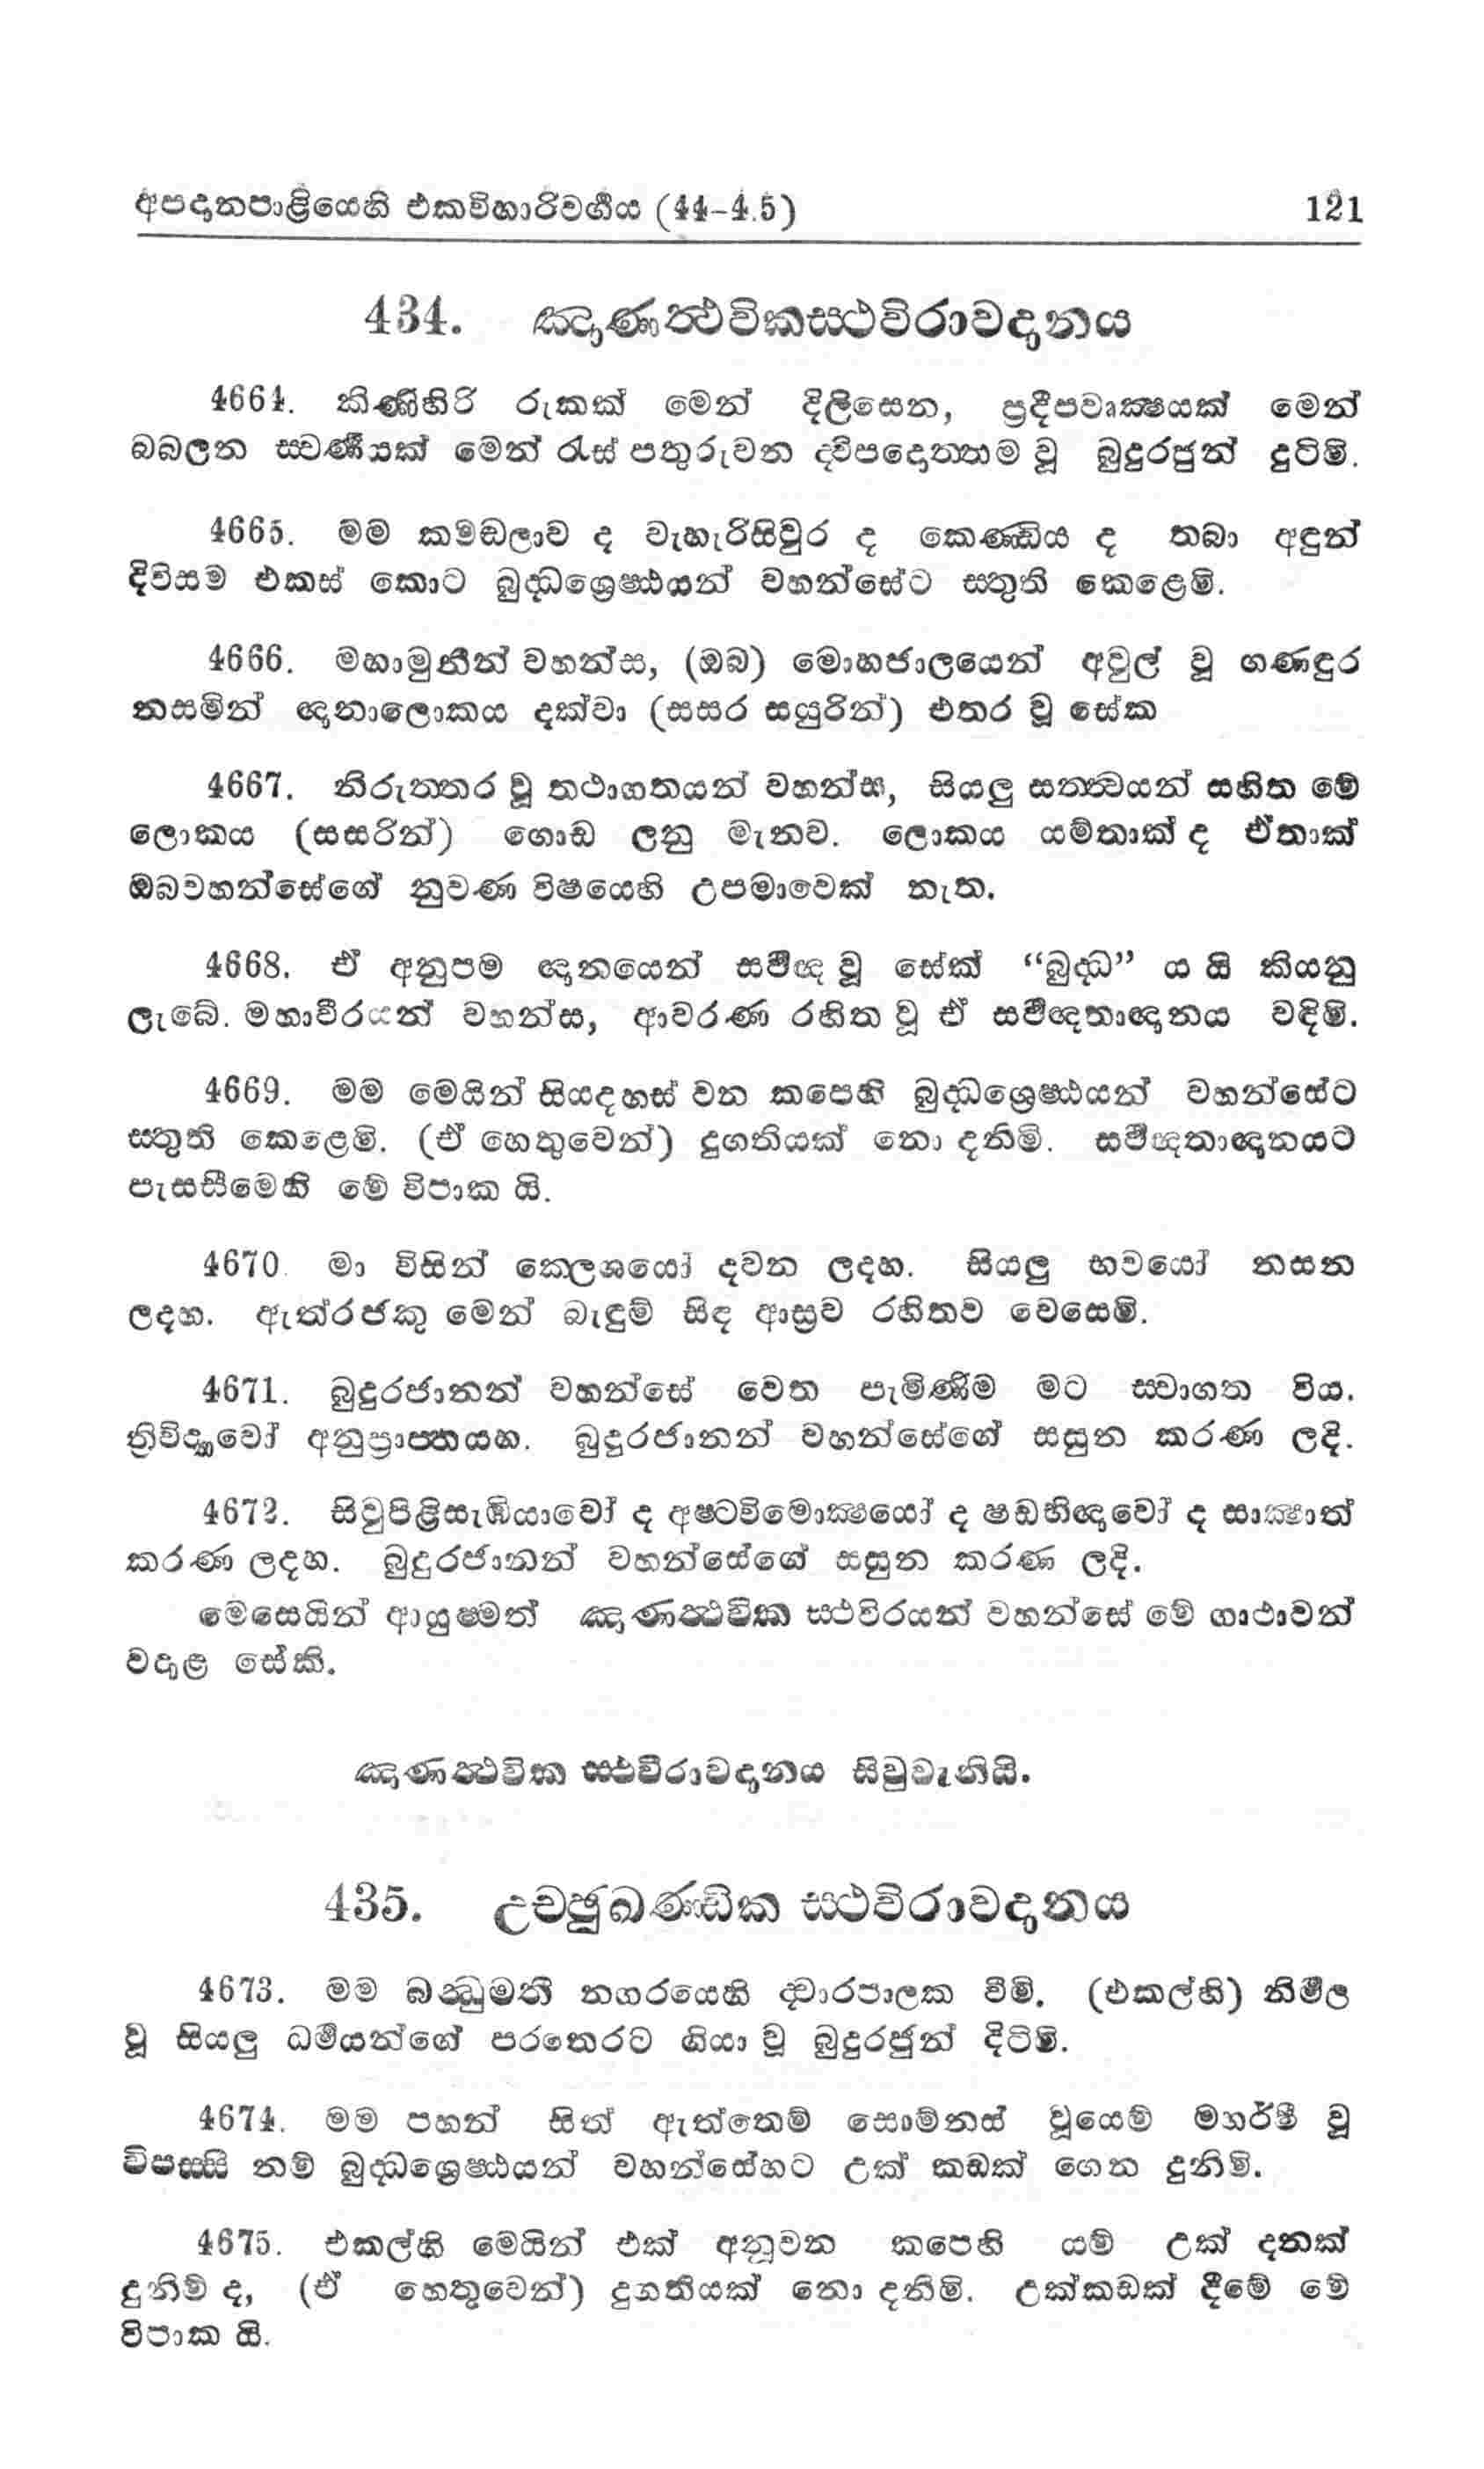 අපදානපාළියෙහි එකවිහාරිවර්‍ගය (44-4.5) 121
434. ඤාණත්‍ථවිකස්‍ථවිරාවදානය
4664. කිණිහිරි රුකක් මෙන් දිලිසෙන, ප්‍රදීපවෘක්‍ෂයක් මෙන්
බබලන ස්‍වර්‍ණයක් මෙන් රැස් පතුරුවන ද්‍විපදොත්‍තම වූ බුදුරජුන් දුටිමි.
4665. මම කමඩලාව ද වැහැරිසිවුර ද කෙණ්ඩිය ද තබා අඳුන්
දිවිසම එකස් කොට බුද්‍ධශ්‍රෙෂ්ඨයන් වහන්සේට ස්‍තුති කෙළෙමි.
4666. මහාමුනීන් වහන්ස, (ඔබ) මොහජාලයෙන් අවුල් වූ ගණඳුර
නසමින් ඥානාලොකය දක්වා (සසර සයුරින්) එතර වූ සේක
4667. නිරුත්‍තර වූ තථාගතයන් වහන්ස, සියලු සත්‍ත්‍වයන් සහිත මේ
ලොකය (සසරින්) ගොඩ ලනු මැනව. ලොකය යම්තාක් ද ඒතාක්
ඔබවහන්සේගේ නුවණ විෂයෙහි උපමාවෙක් නැත.
4668. ඒ අනුපම ඥානයෙන් සර්‍වඥ වූ සේක් “බුද්‍ධ” ය යි කියනු
ලැබේ. මහාවීරයන් වහන්ස, ආවරණ රහිත වූ ඒ සර්‍වඥතාඥානය වඳිමි.
4669. මම මෙයින් සියදහස් වන කපෙහි බුද්‍ධශ්‍රෙෂ්ඨයන් වහන්සේට
ස්‍තුති කෙළෙමි. (ඒ හෙතුවෙන්) දුගතියක් නො දනිමි. සර්‍වඥතාඥානයට
පැසසීමෙහි මේ විපාක යි.
4670. මා විසින් කෙලශයෝ දවන ලදහ. සියලු භවයෝ නසන
ලදහ. ඇත්රජකු මෙන් බැඳුම් සිඳ ආස්‍රව රහිතව වෙසෙමි.
4671. බුදුරජානන් වහන්සේ වෙත පැමිණීම මට ස්‍වාගත විය.
ත්‍රිවිද්‍යාවෝ අනුප්‍රාප්තයහ. බුදුරජානන් වහන්සේගේ සසුන කරණ ලදි.
4672. සිවුපිළිසැඹියාවෝ ද අෂ්ටවිමොක්‍ෂයෝ ද ෂඩභිඥාවෝ ද සාක්‍ෂාත්
කරණ ලදහ. බුදුරජානන් වහන්සේගේ සසුන කරණ ලදි.
මෙසෙයින් ආයුෂ්මත් ඤාණත්‍ථවික ස්‍ථවිරයන් වහන්සේ මේ ගාථාවන්
වදාළ සේකි.
ඤාණත්‍ථවික ස්‍ථවිරාවදානය සිවුවැනියි.
435. උච්ඡුඛණ්ඩික ස්‍ථවිරාවදානය
4673. මම බන්‍ධුමතී නගරයෙහි ද්‍වාරපාලක වීමි. (එකල්හි) නිර්‍මල
වූ සියලු ධර්‍මයන්ගේ පරතෙරට ගියා වූ බුදුරජුන් දිටිමි.
4674. මම පහන් සිත් ඇත්තෙම් සොම්නස් වූයෙම් මහර්ෂි වූ
විපස්සී නම් බුද්‍ධශ්‍රෙෂ්ඨයන් වහන්සේහට උක් කඩක් ගෙන දුනිමි.
4675. එකල්හි මෙයින් එක් අනූවන කපෙහි යම් උක් දනක්
දුනිම් ද, (ඒ හෙතුවෙන්) දුගතියක් නො දනිමි. උක්කඩක් දීමේ මේ
විපාක යි.